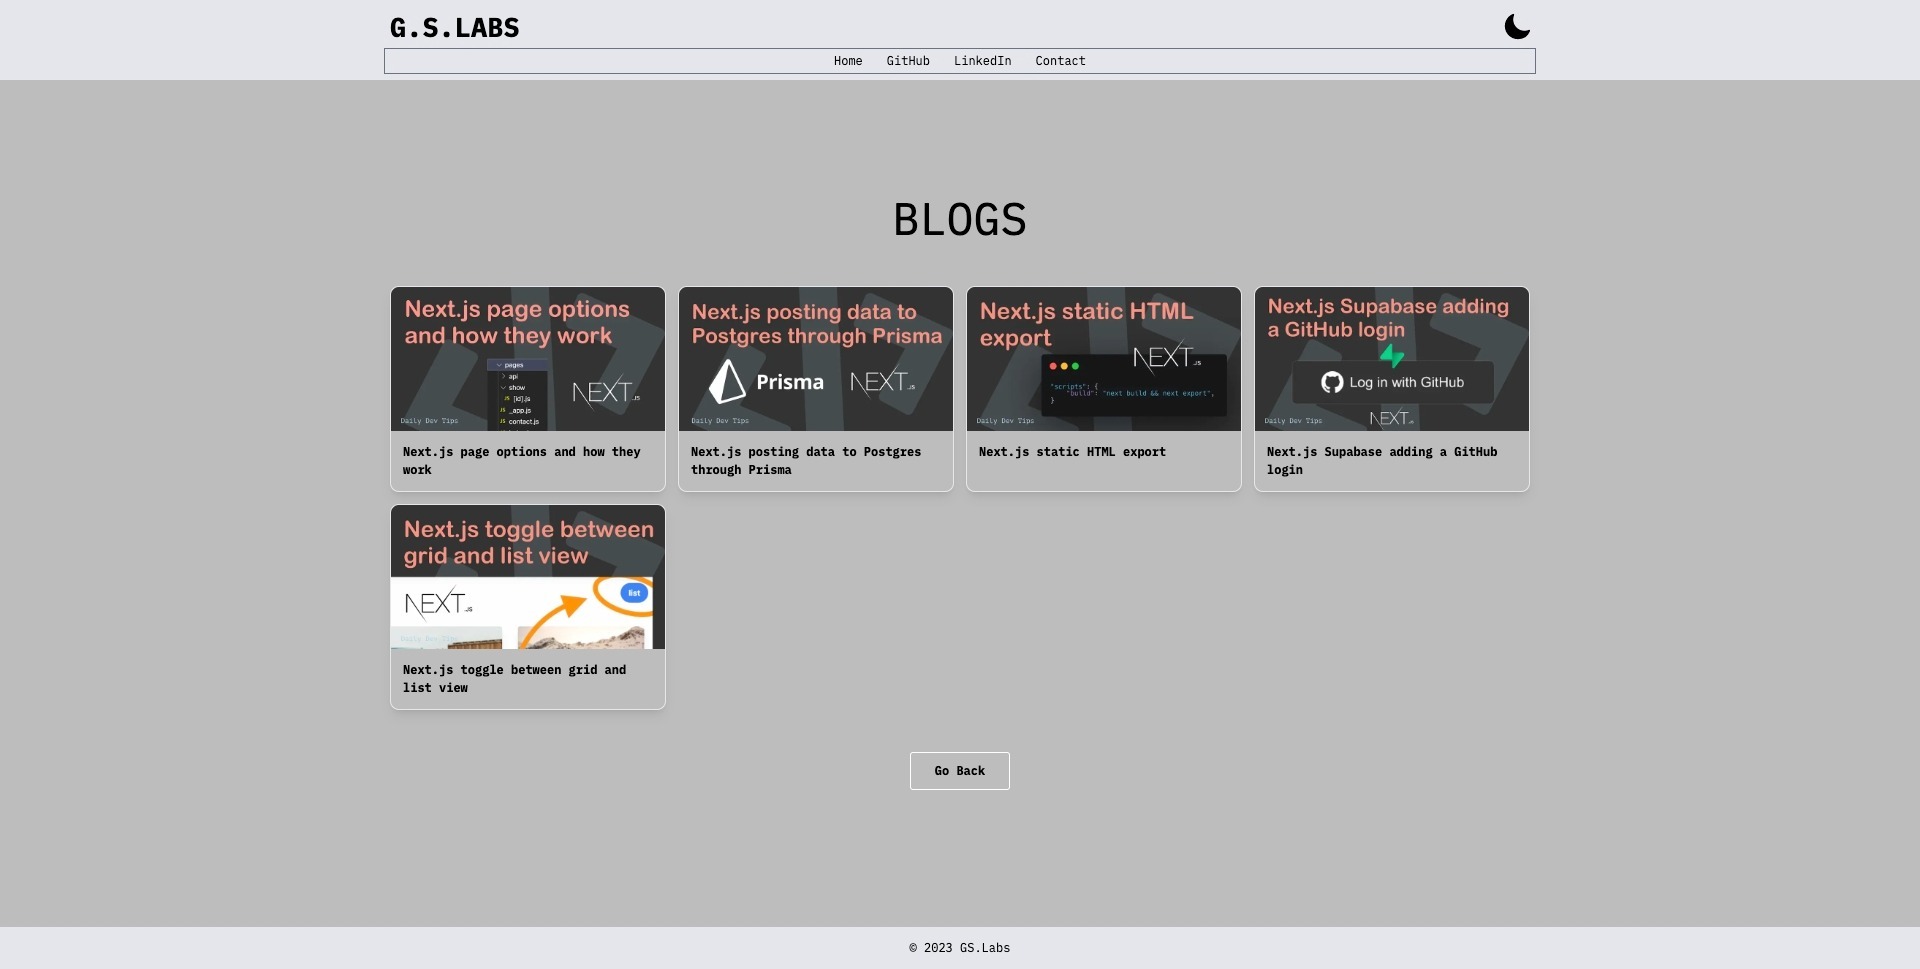 G.S.LABS
Home GitHub LinkedIn Contact
BLOGS
Next.js page options
and how they work
pages
api
show
JS [id].js
JS _app.js
JS contact.js
NEXT.JS
Daily Dev Tips
Next.js page options and how they
work
Next.js posting data to
Postgres through Prisma
Prisma
NEXT.JS
Daily Dev Tips
Next.js posting data to Postgres
through Prisma
Next.js static HTML
export
NEXT.JS
"scripts": {
"build": "next build && next export",
}
Daily Dev Tips
Next.js static HTML export
Next.js Supabase adding
a GitHub login
Log in with GitHub
Daily Dev Tips
NEXT.JS
Next.js Supabase adding a GitHub
login
Next.js toggle between
grid and list view
list
NEXT.JS
Daily Dev Tips
Next.js toggle between grid and
list view
Go Back
© 2023 GS.Labs